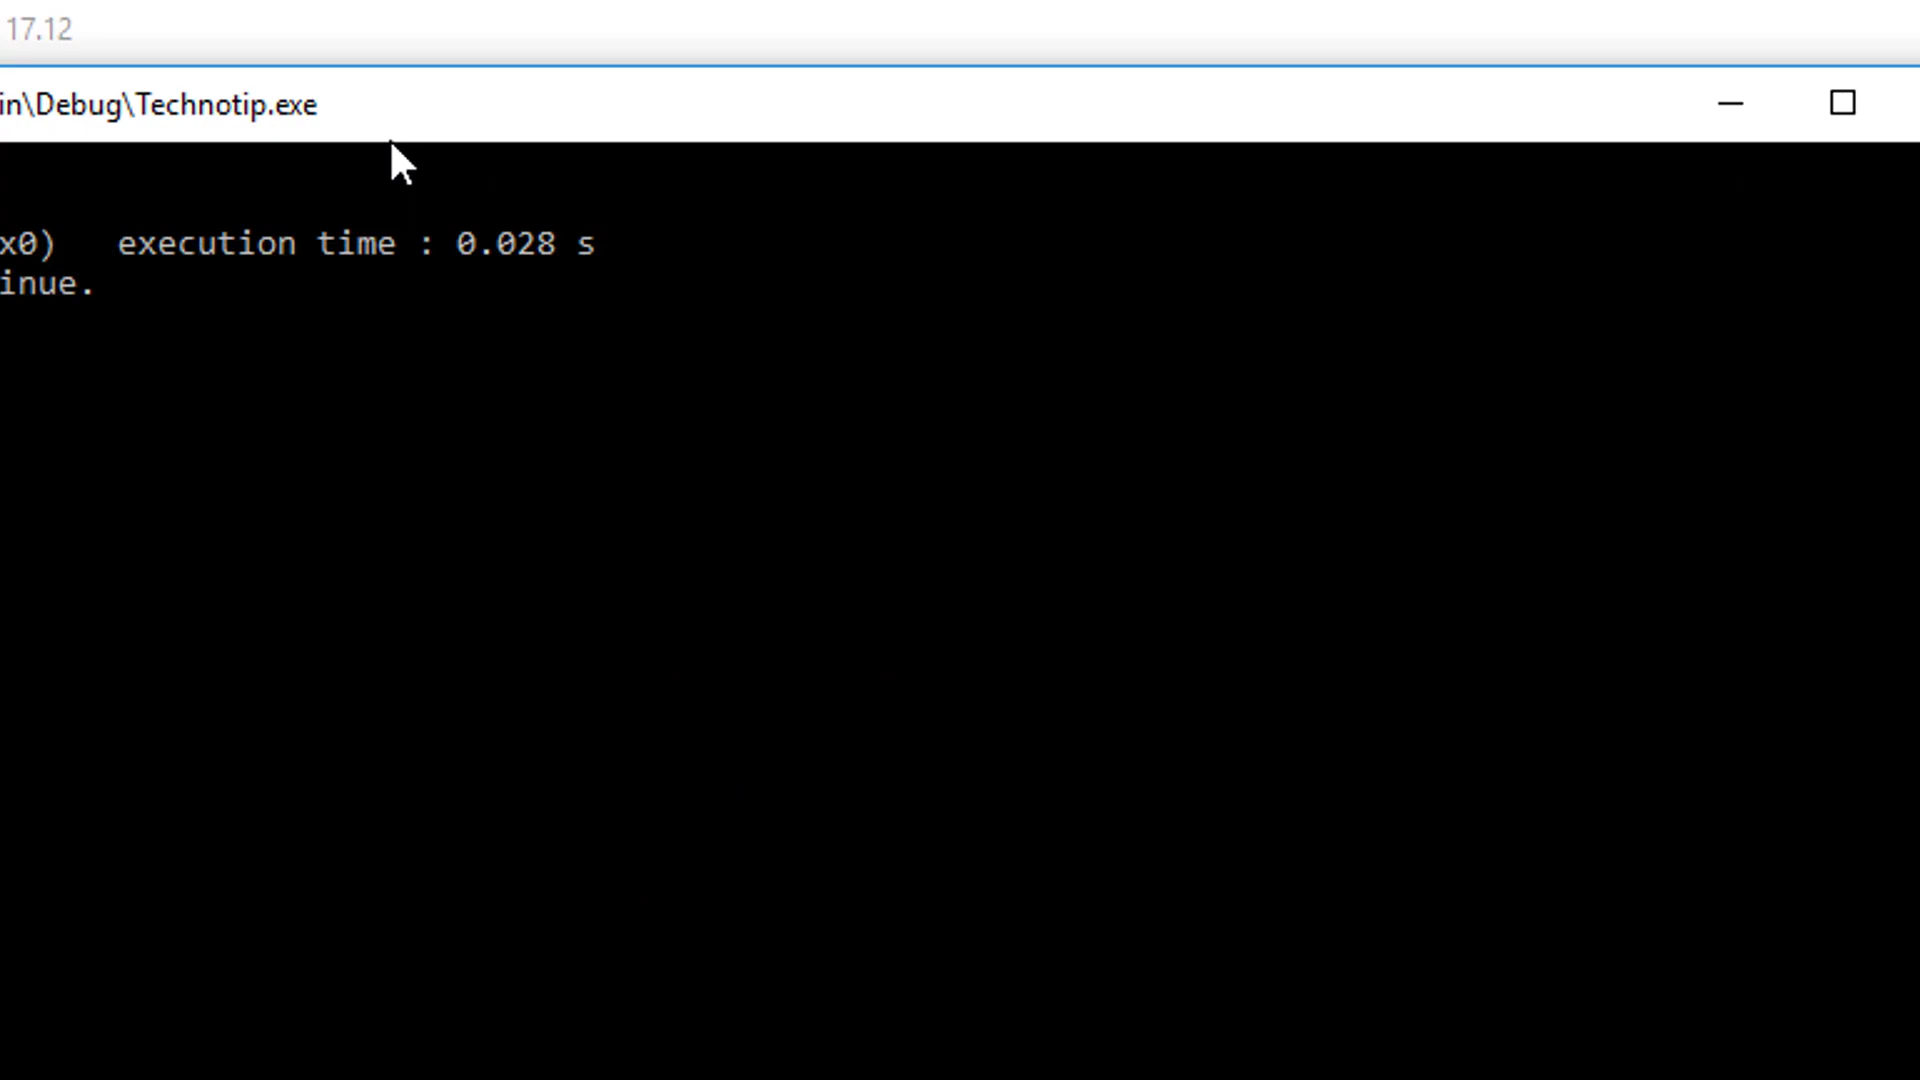 17.12
in\Debug\Technotip.exe
x0)   execution time : 0.028 s
inue.